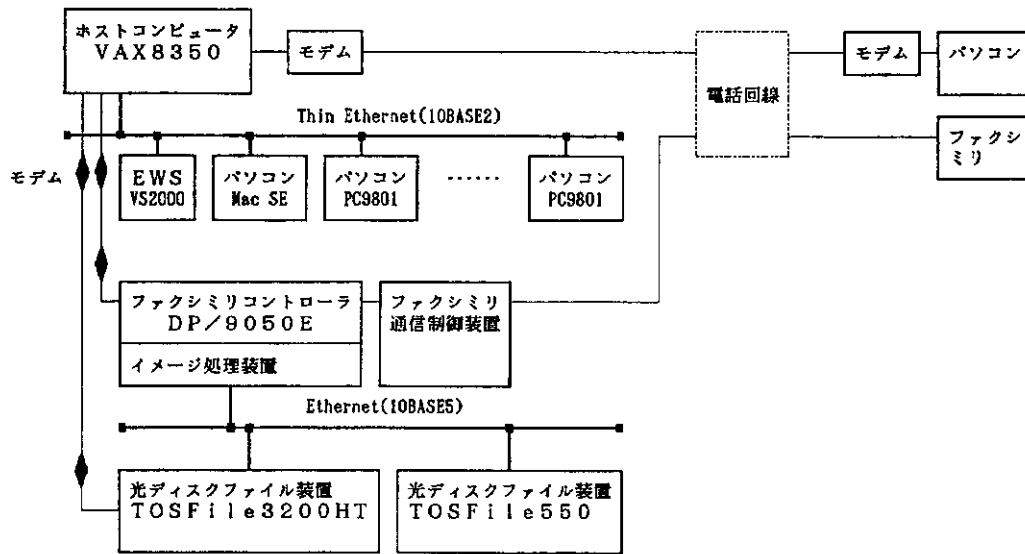 ホストコンピュータ
VAX8350
モデム
電話回線
モデム
パソコン
ファクシ
ミリ
Thin Ethernet(10BASE2)
モデム
EWS
VS2000
パソコン
Mac SE
パソコン
PC9801
......
パソコン
PC9801
ファクシミリコントローラ
DP/9050E
イメージ処理装置
ファクシミリ
通信制御装置
Ethernet(10BASE5)
光ディスクファイル装置
TOSFile3200HT
光ディスクファイル装置
TOSFile550